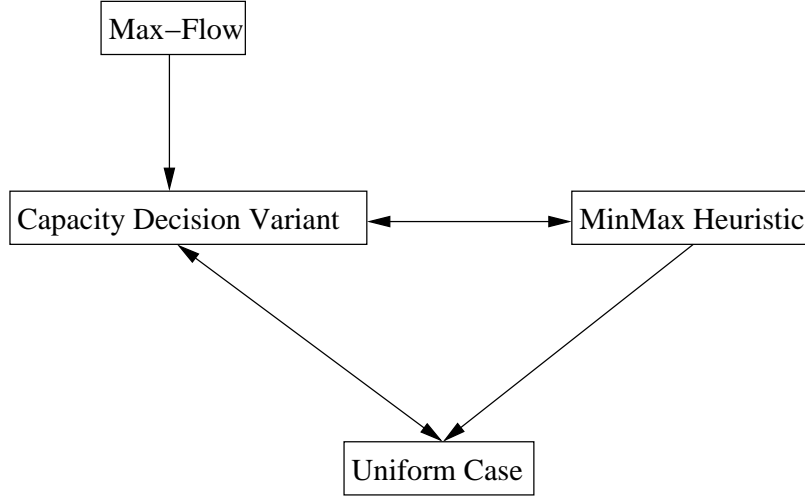 Max−Flow
Capacity Decision Variant
MinMax Heuristic
Uniform Case